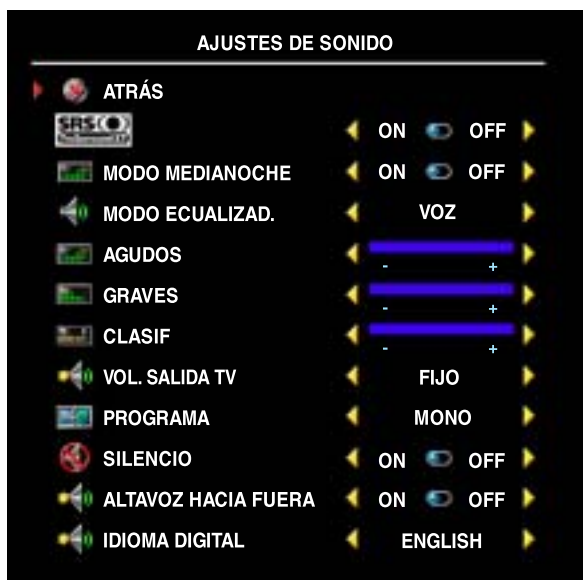 AJUSTES DE SONIDO
ATRÁS
SRS ON OFF
MODO MEDIANOCHE ON OFF
MODO ECUALIZAD. VOZ
AGUDOS - +
GRAVES - +
CLASIF - +
VOL. SALIDA TV FIJO
PROGRAMA MONO
SILENCIO ON OFF
ALTAVOZ HACIA FUERA ON OFF
IDIOMA DIGITAL ENGLISH